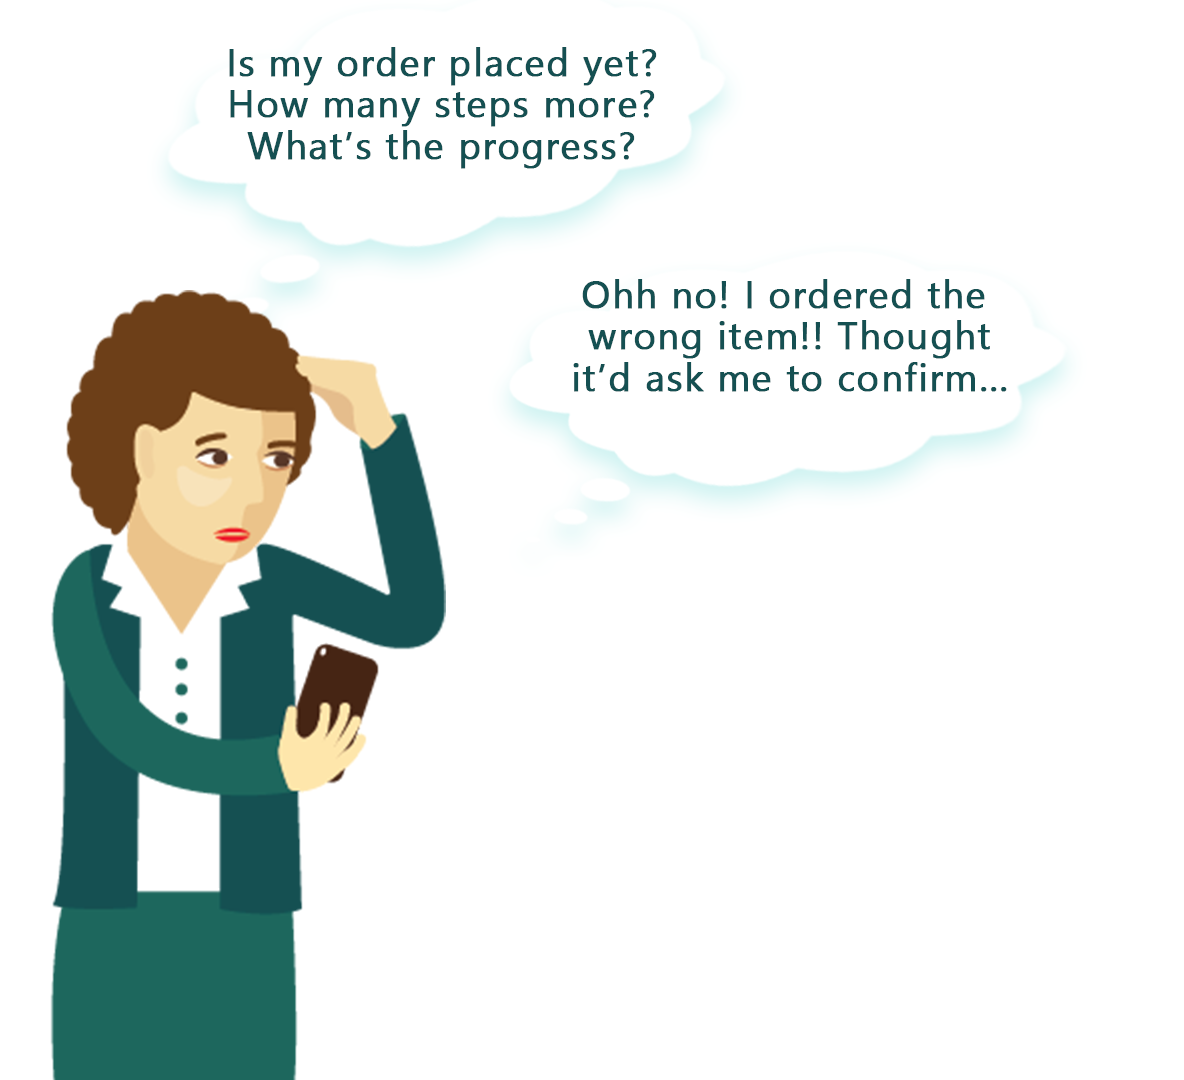 Is my order placed yet?
How many steps more?
What’s the progress?
Ohh no! I ordered the
wrong item!! Thought
it’d ask me to confirm...